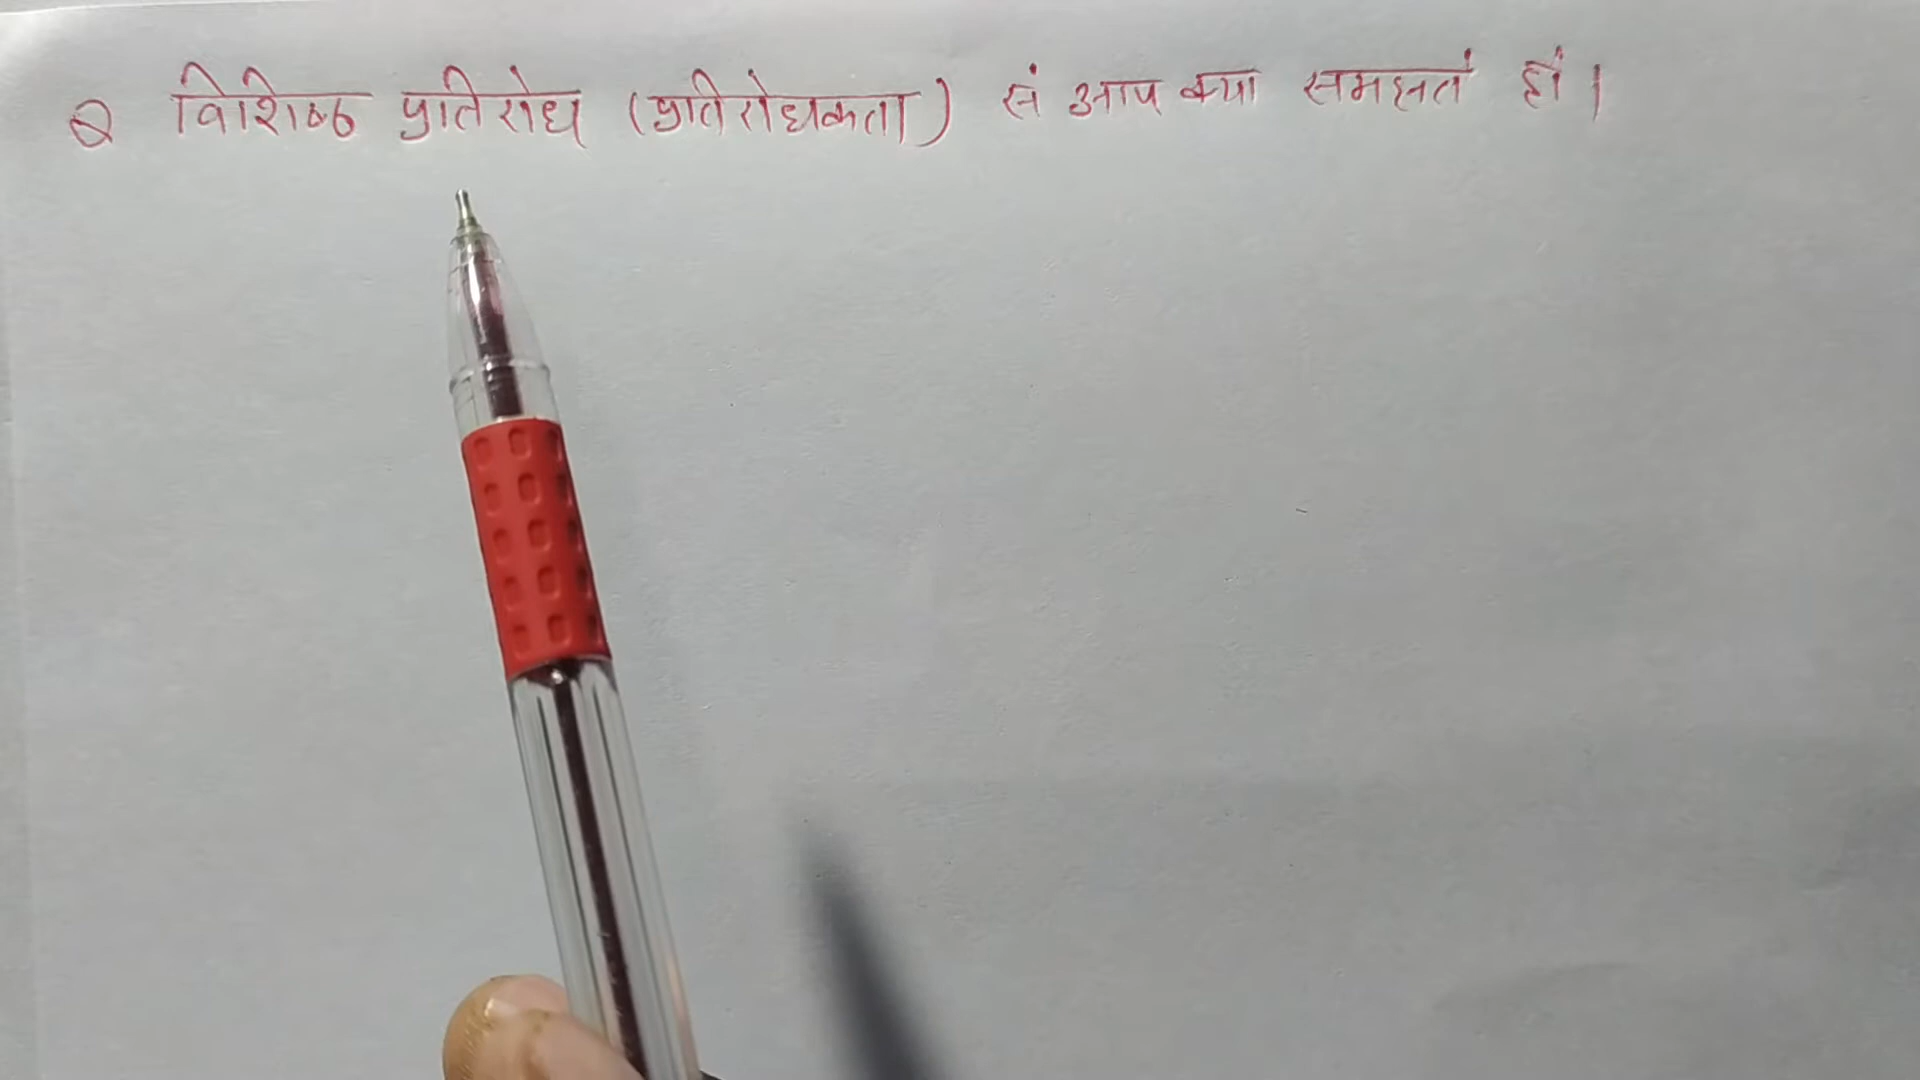 Q विशिष्ठ प्रतिरोध (प्रतिरोधकता) सं आप क्या समझतं हों।